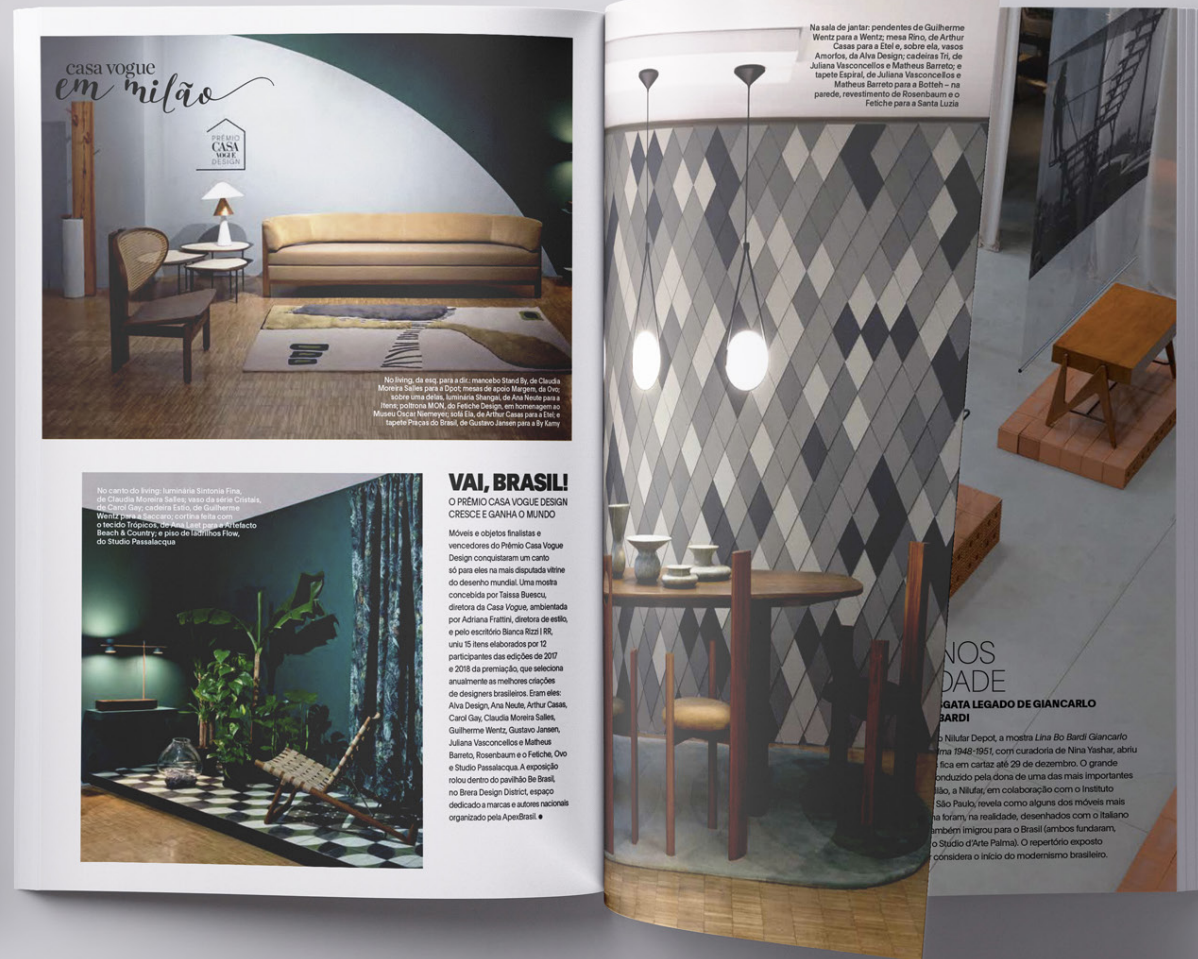 casa vogue
em milão
PRÊMIO
CASA
VOGUE
DESIGN
No living, da esq. para a dir.: mancebo Stand By, de Claudia
Moreira Salles para a Dpot; mesas de apoio Margem, da Ovo;
sobre uma delas, luminária Shangai, de Ana Neute para a
Itens; poltrona MON, do Fetiche Design, em homenagem ao
Museu Oscar Niemeyer; sofá Ela, de Arthur Casas para a Etel; e
tapete Praças do Brasil, de Gustavo Jansen para a By Kamy
No canto do living: luminária Sintonia Fina,
de Claudia Moreira Salles; vaso da série Cristais,
de Carol Gay; cadeira Estio, de Guilherme
Wentz para a Saccaro; cortina feita com
o tecido Trópicos, de Ana Leet para a Artefacto
Beach & Country; e piso de ladrilhos Flow,
do Studio Passalacqua
VAI, BRASIL!
O PRÊMIO CASA VOGUE DESIGN
CRESCE E GANHA O MUNDO
Móveis e objetos finalistas e
vencedores do Prêmio Casa Vogue
Design conquistaram um canto
só para eles na mais disputada vitrine
do desenho mundial. Uma mostra
concebida por Taissa Buescu,
diretora da Casa Vogue, ambientada
por Adriana Frattini, diretora de estilo,
e pelo escritório Bianca Rizzi | RR,
uniu 15 itens elaborados por 12
participantes das edições de 2017
e 2018 da premiação, que seleciona
anualmente as melhores criações
de designers brasileiros. Eram eles:
Alva Design, Ana Neute, Arthur Casas,
Carol Gay, Claudia Moreira Salles,
Guilherme Wentz, Gustavo Jansen,
Juliana Vasconcellos e Matheus
Barreto, Rosenbaum e o Fetiche, Ovo
e Studio Passalacqua. A exposição
rolou dentro do pavilhão Be Brasil,
no Brera Design District, espaço
dedicado a marcas e autores nacionais
organizado pela ApexBrasil.
Na sala de jantar: pendentes de Guilherme
Wentz para a Wentz; mesa Rino, de Arthur
Casas para a Etel e, sobre ela, vasos
Amorfos, da Alva Design; cadeiras Tri, de
Juliana Vasconcellos e Matheus Barreto; e
tapete Espiral, de Juliana Vasconcellos e
Matheus Barreto para a Botteh – na
parede, revestimento de Rosenbaum e o
Fetiche para a Santa Luzia
NOS
DADE
SGATA LEGADO DE GIANCARLO
BARDI
o Nilufar Depot, a mostra Lina Bo Bardi Giancarlo
lma 1948-1951, com curadoria de Nina Yashar, abriu
fica em cartaz até 29 de dezembro. O grande
onduzido pela dona de uma das mais importantes
lão, a Nilufar, em colaboração com o Instituto
São Paulo, revela como alguns dos móveis mais
a foram, na realidade, desenhados com o italiano
ambém imigrou para o Brasil (ambos fundaram,
o Studio d'Arte Palma). O repertório exposto
considera o início do modernismo brasileiro.